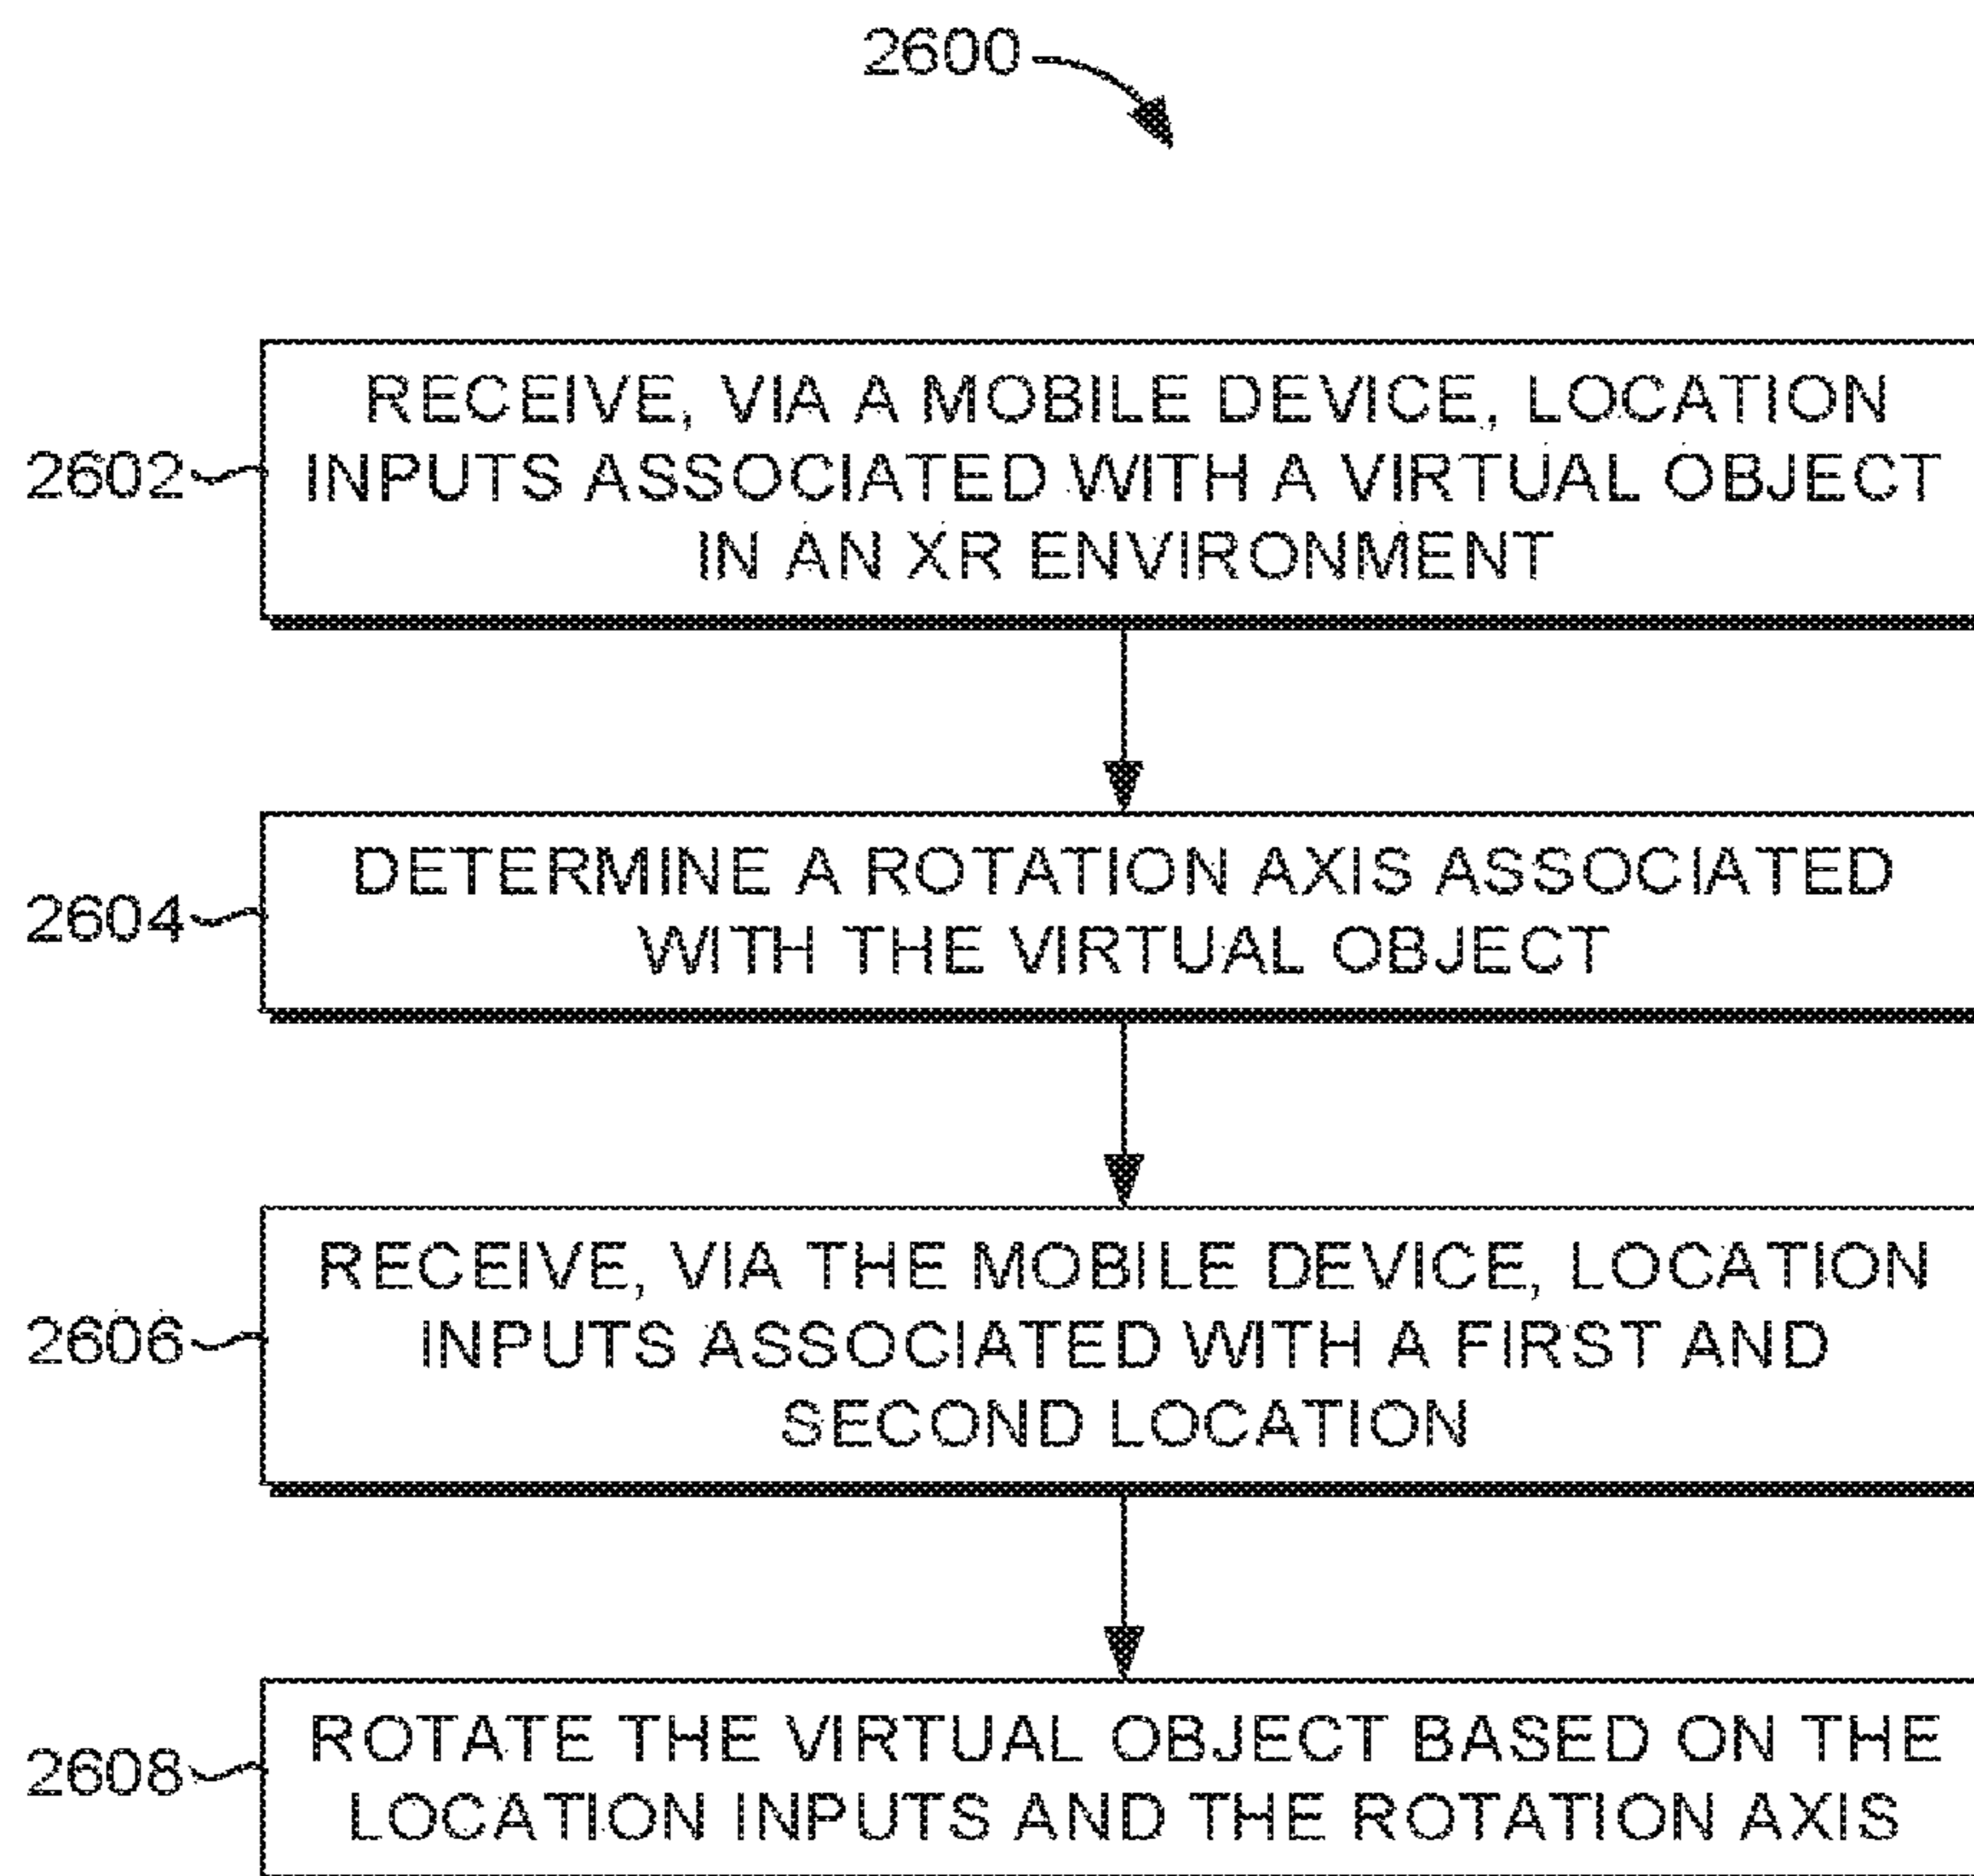 2600
2602
RECEIVE, VIA A MOBILE DEVICE, LOCATION
INPUTS ASSOCIATED WITH A VIRTUAL OBJECT
IN AN XR ENVIRONMENT
2604
DETERMINE A ROTATION AXIS ASSOCIATED
WITH THE VIRTUAL OBJECT
2606
RECEIVE, VIA THE MOBILE DEVICE, LOCATION
INPUTS ASSOCIATED WITH A FIRST AND
SECOND LOCATION
2608
ROTATE THE VIRTUAL OBJECT BASED ON THE
LOCATION INPUTS AND THE ROTATION AXIS